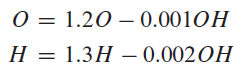 O = 1.2O – 0.001OH
H = 1.3H – 0.002OH